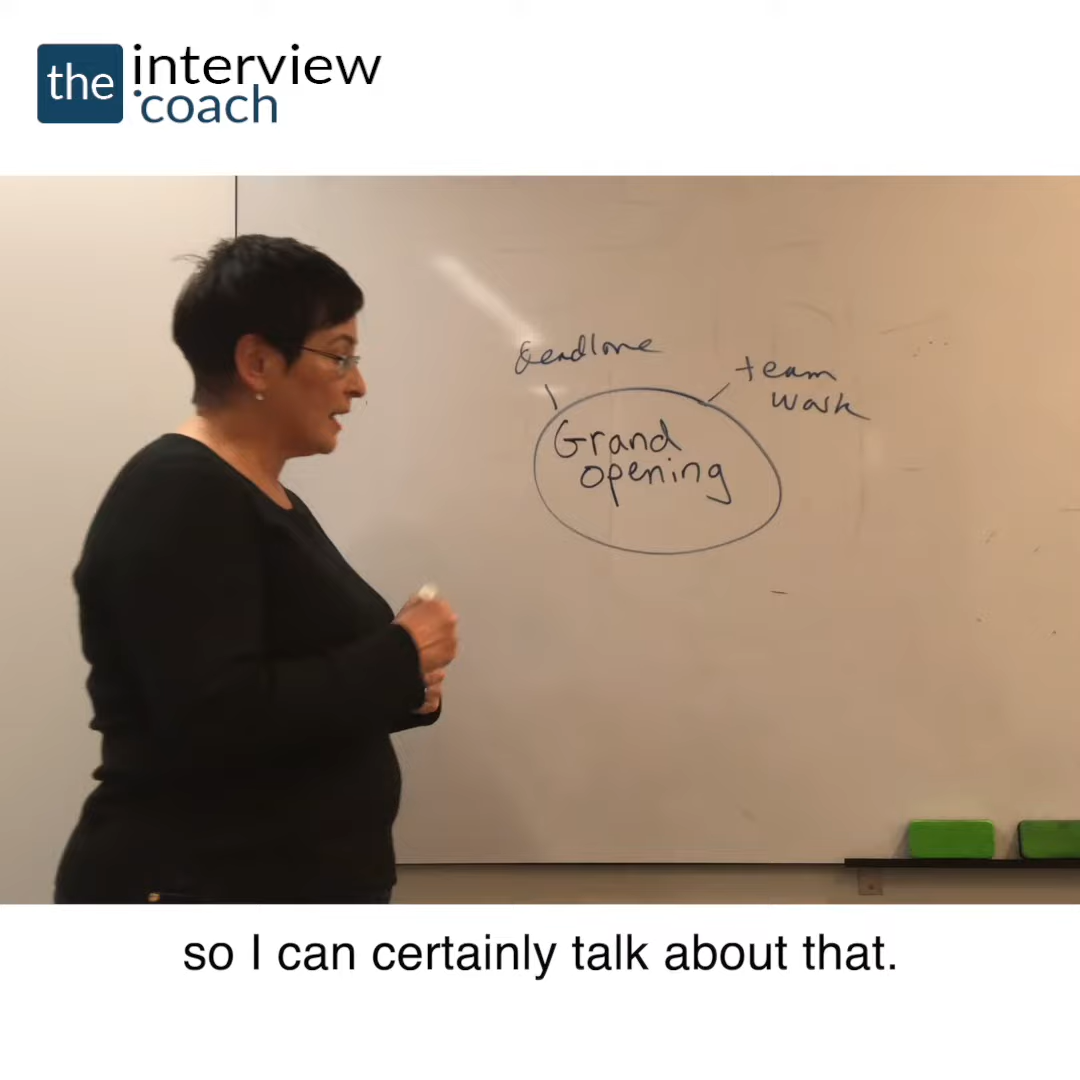 the
interview
coach
deadline
team
work
Grand
opening
so I can certainly talk about that.